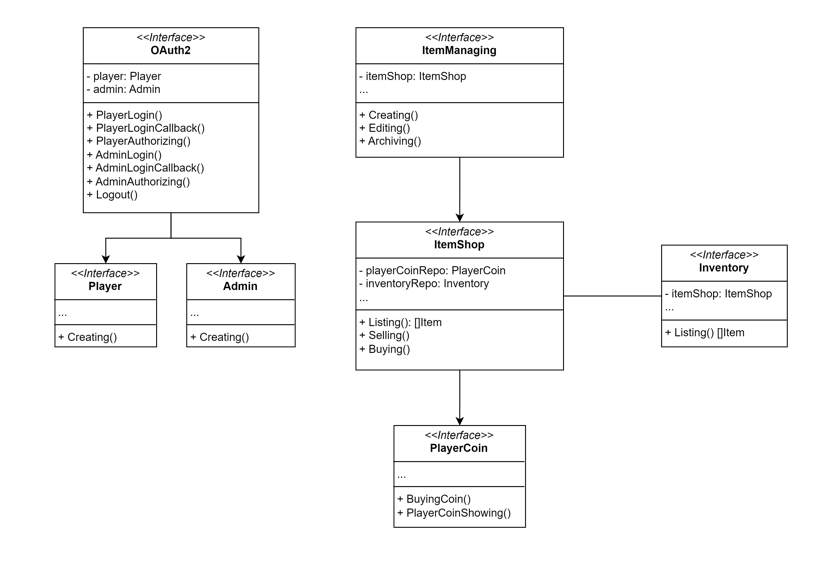 <<Interface>>
OAuth2
- player: Player
- admin: Admin
+ PlayerLogin()
+ PlayerLoginCallback()
+ PlayerAuthorizing()
+ AdminLogin()
+ AdminLoginCallback()
+ AdminAuthorizing()
+ Logout()
<<Interface>>
Player
...
+ Creating()
<<Interface>>
Admin
...
+ Creating()
<<Interface>>
ItemManaging
- itemShop: ItemShop
...
+ Creating()
+ Editing()
+ Archiving()
<<Interface>>
ItemShop
- playerCoinRepo: PlayerCoin
- inventoryRepo: Inventory
...
+ Listing(): []Item
+ Selling()
+ Buying()
<<Interface>>
Inventory
- itemShop: ItemShop
...
+ Listing() []Item
<<Interface>>
PlayerCoin
...
+ BuyingCoin()
+ PlayerCoinShowing()